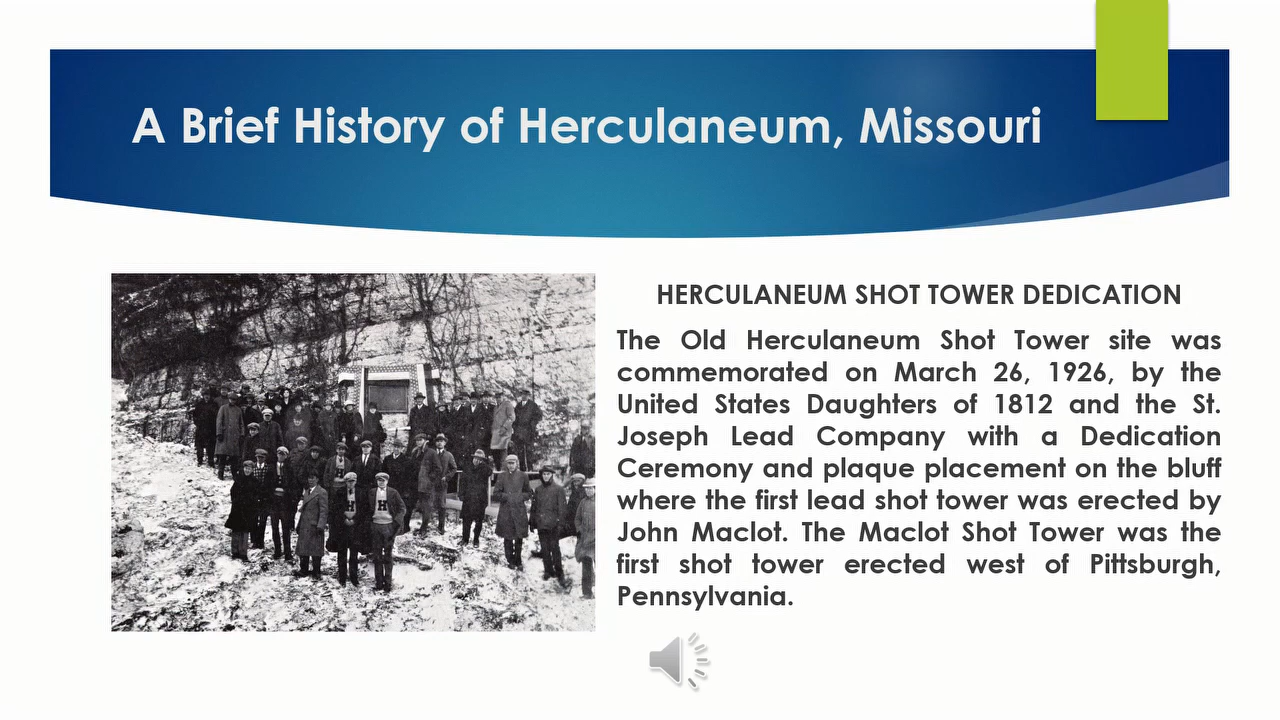 A Brief History of Herculaneum, Missouri
HERCULANEUM SHOT TOWER DEDICATION
The Old Herculaneum Shot Tower site was
commemorated on March 26, 1926, by the
United States Daughters of 1812 and the St.
Joseph Lead Company with a Dedication
Ceremony and plaque placement on the bluff
where the first lead shot tower was erected by
John Maclot. The Maclot Shot Tower was the
first shot tower erected west of Pittsburgh,
Pennsylvania.
H
H